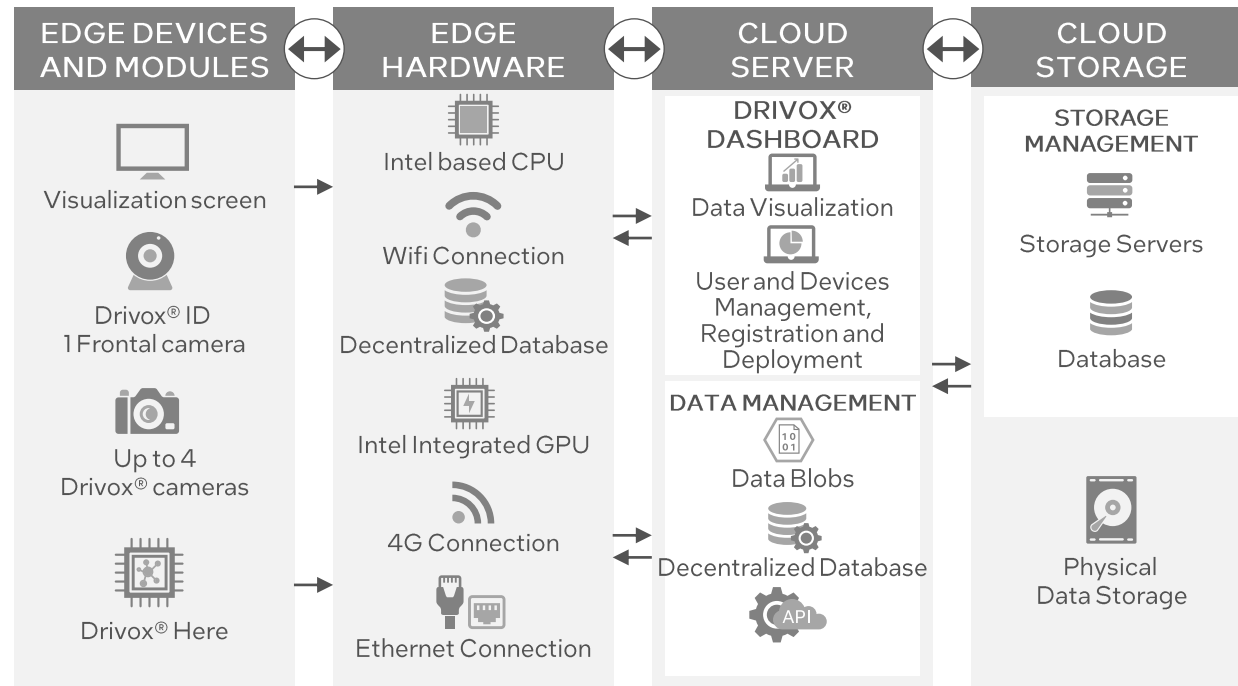 EDGE DEVICES
AND MODULES
Visualization screen
Drivox® ID
1 Frontal camera
Up to 4
Drivox® cameras
Drivox® Here
EDGE
HARDWARE
Intel based CPU
Wifi Connection
Decentralized Database
Intel Integrated GPU
4G Connection
Ethernet Connection
CLOUD
SERVER
DRIVOX®
DASHBOARD
Data Visualization
User and Devices
Management,
Registration and
Deployment
DATA MANAGEMENT
10
01
Data Blobs
Decentralized Database
API
CLOUD
STORAGE
STORAGE
MANAGEMENT
Storage Servers
Database
Physical
Data Storage